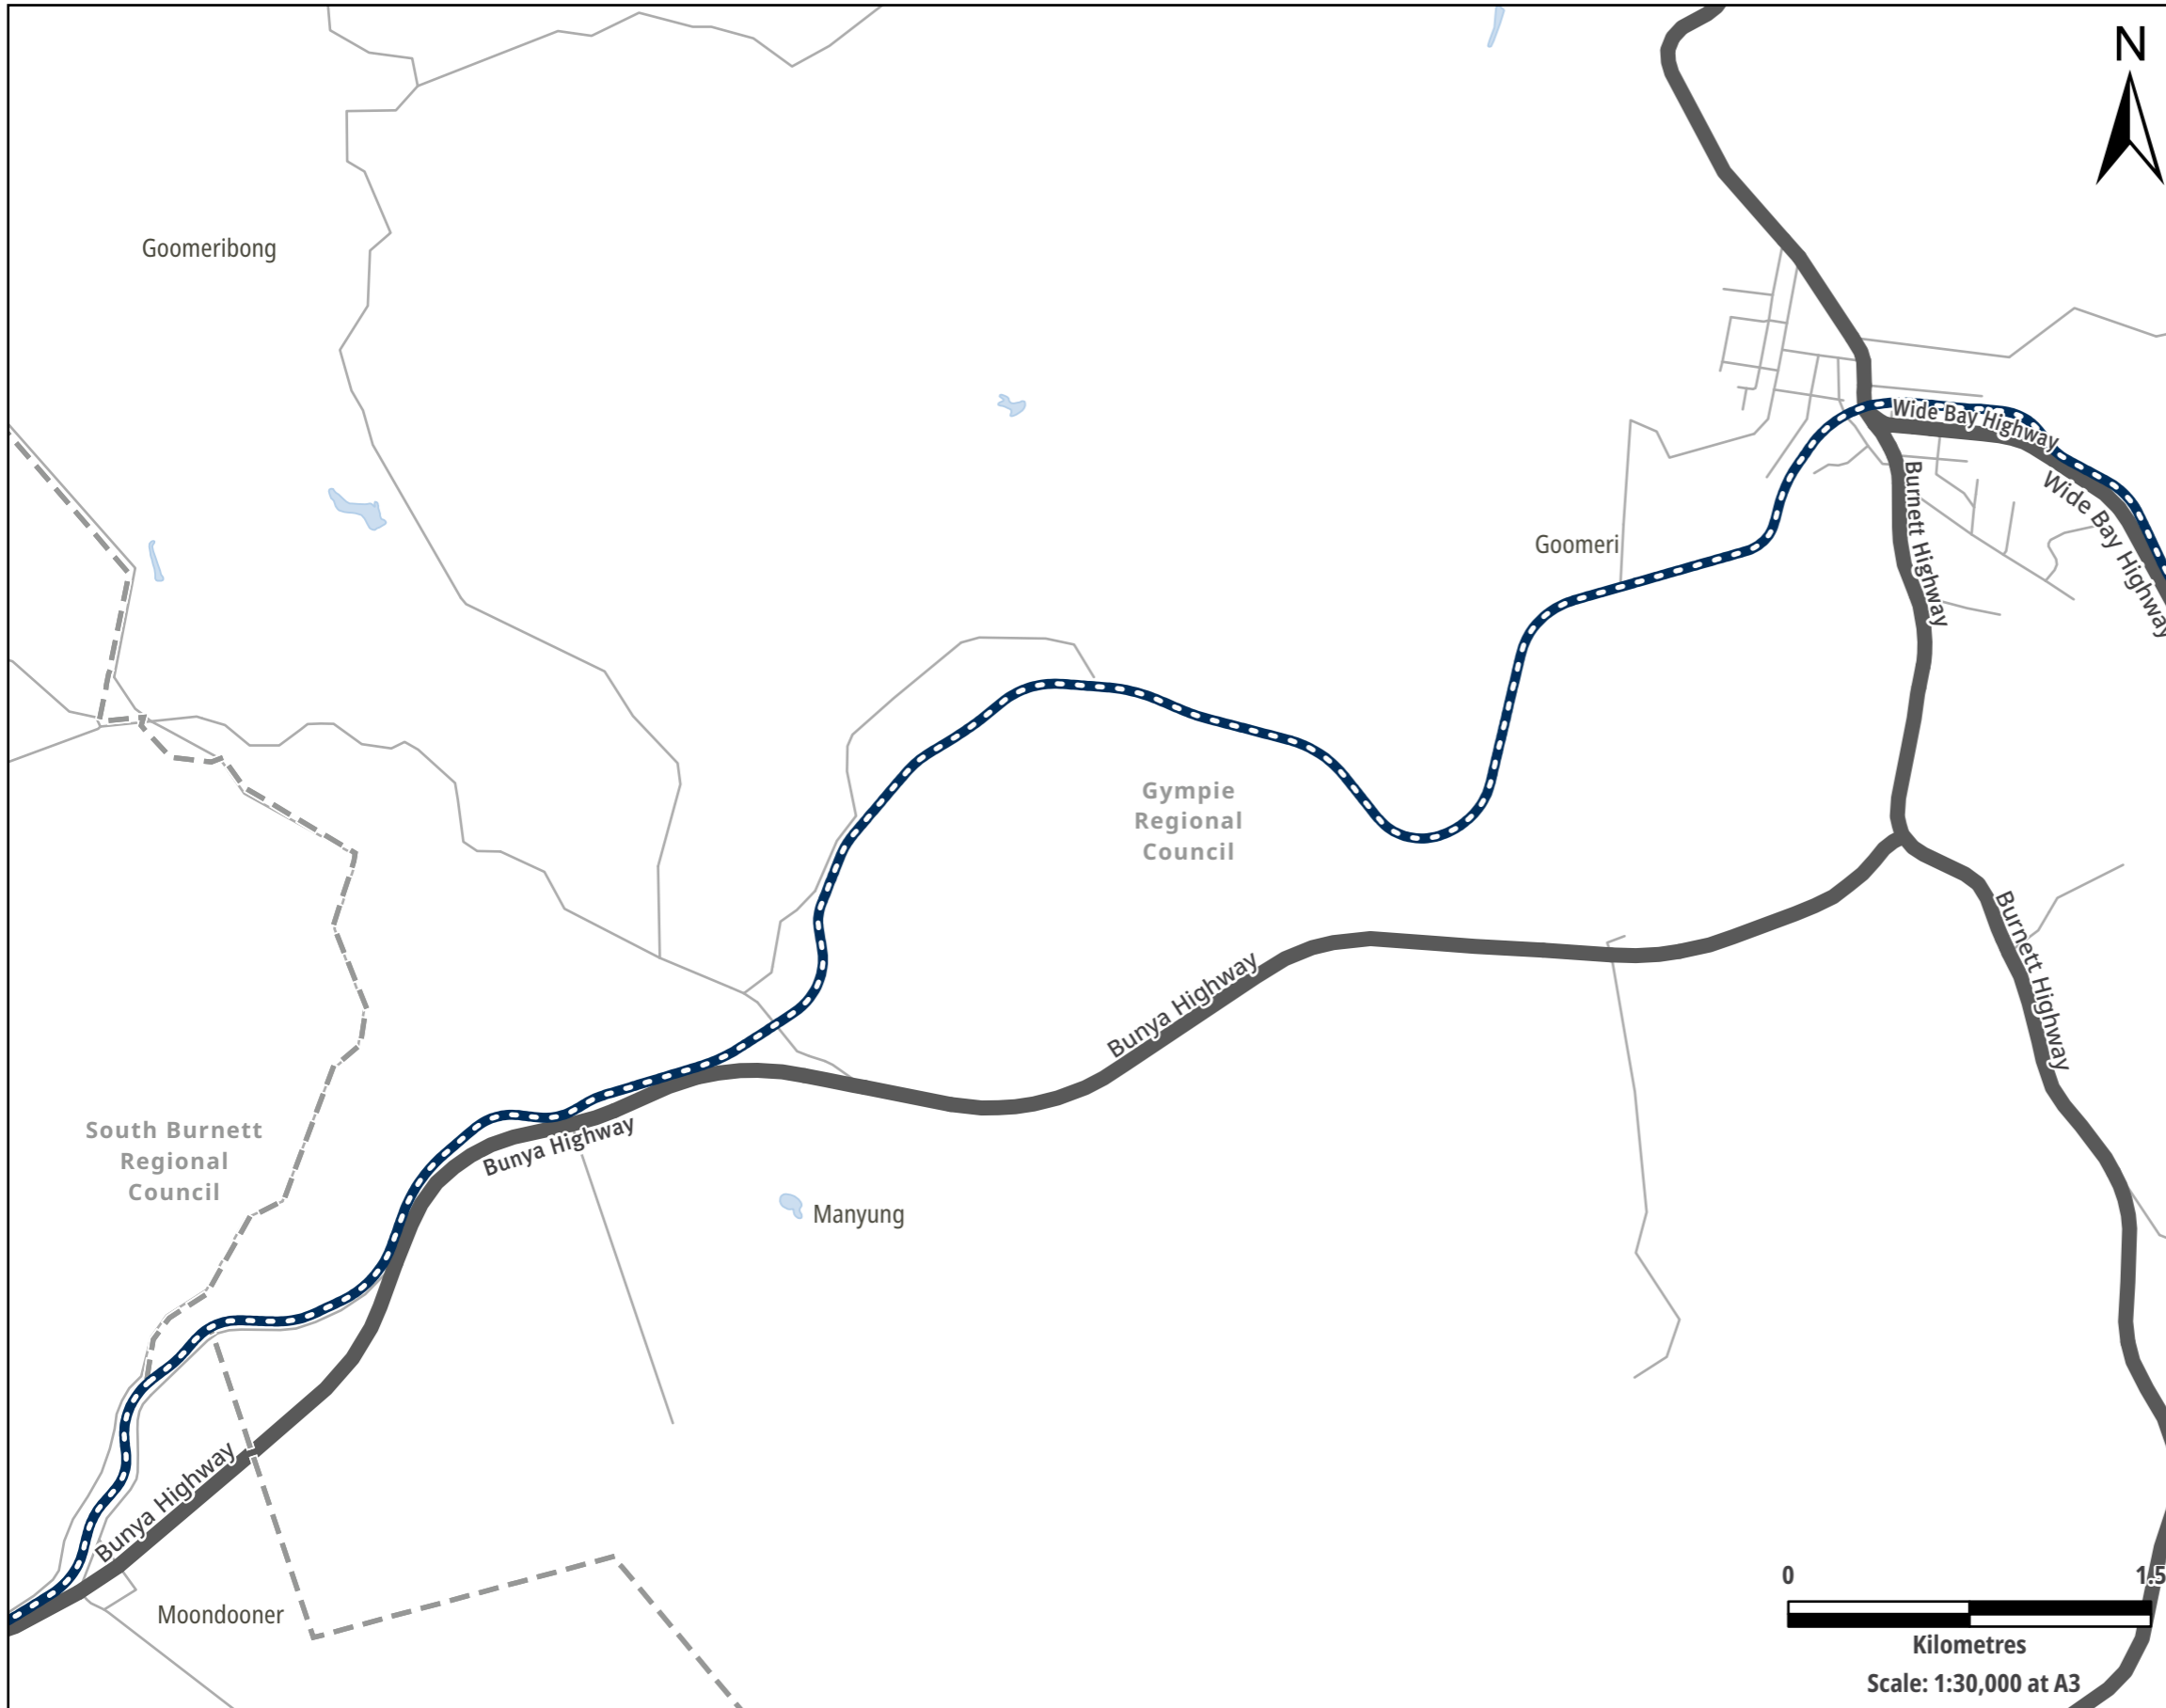 N
Goomeribong
Wide Bay Highway
Burnett Highway
Wide Bay Highway
Goomeri
Gympie
Regional
Council
Burnett Highway
Bunya Highway
South Burnett
Regional
Council
Bunya Highway
Manyung
Bunya Highway
Moondooner
0 1.5
Kilometres
Scale: 1:30,000 at A3